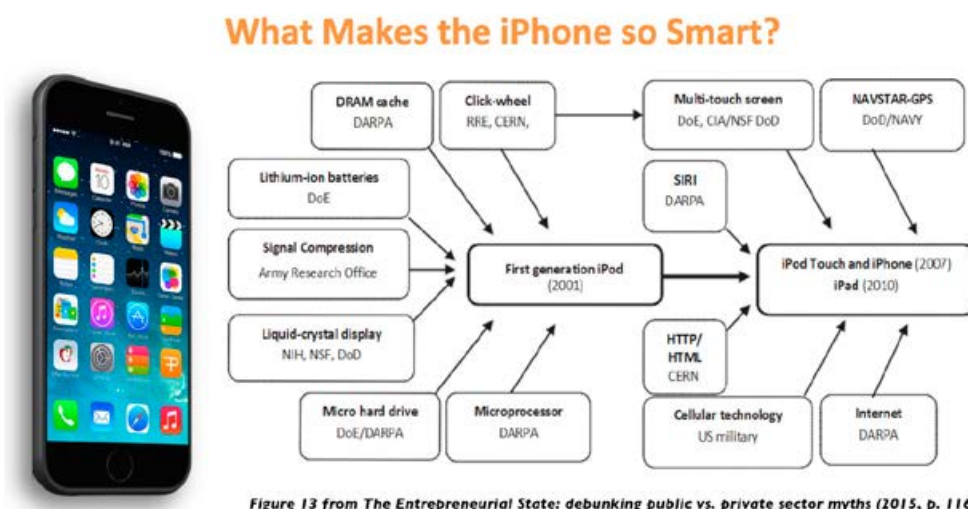 What Makes the iPhone so Smart?
DRAM cache
DARPA
Click-wheel
RRE, CERN,
Multi-touch screen
DoE, CIA/NSF DoD
NAVSTAR-GPS
DoD/NAVY
Lithium-ion batteries
DoE
SIRI
DARPA
Signal Compression
Army Research Office
First generation iPod
(2001)
iPod Touch and iPhone (2007)
iPad (2010)
Liquid-crystal display
NIH, NSF, DoD
HTTP/
HTML
CERN
Micro hard drive
DoE/DARPA
Microprocessor
DARPA
Cellular technology
US military
Internet
DARPA
Figure 13 from The Entrepreneurial State: debunking public vs. private sector myths (2015, p. 116